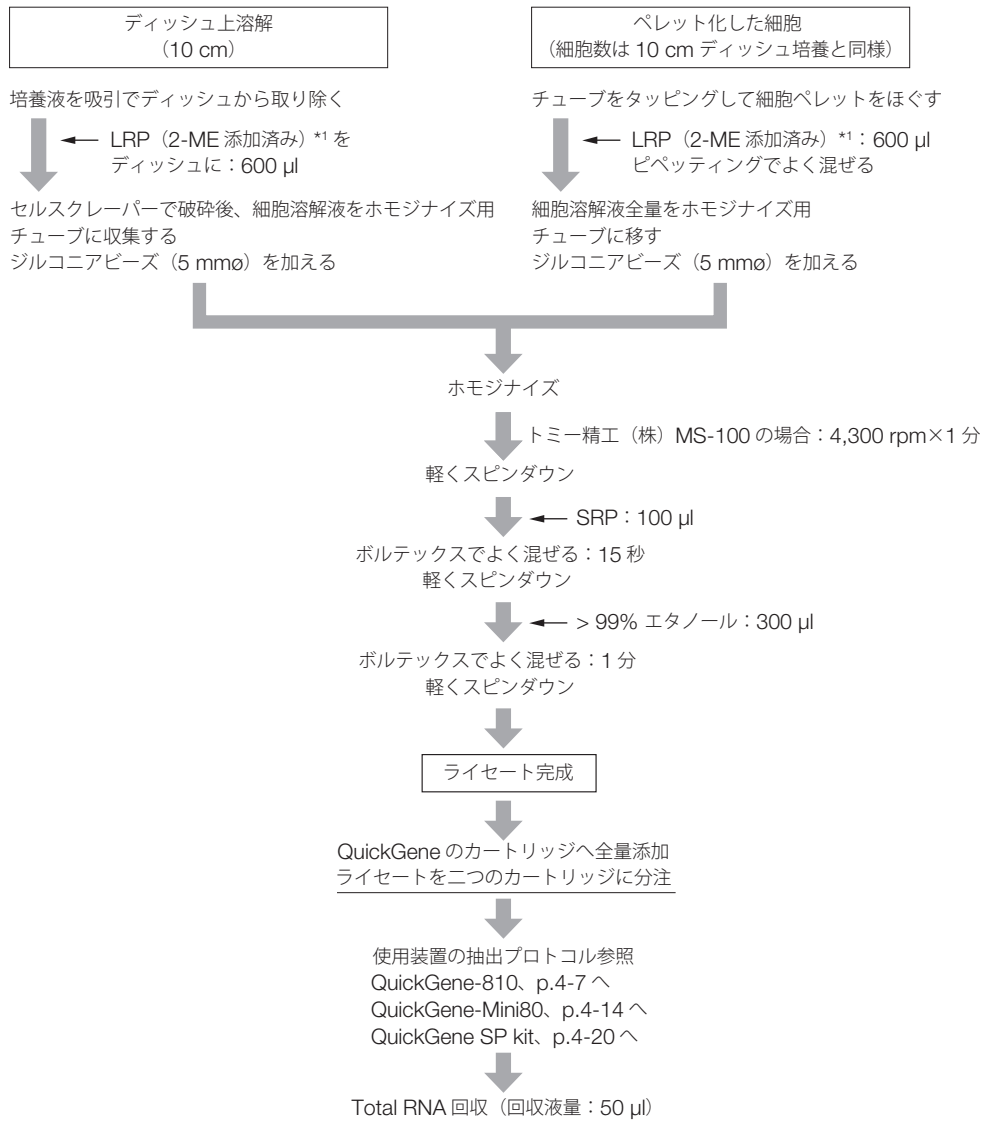 ディッシュ上溶解
（10 cm）
培養液を吸引でディッシュから取り除く
LRP（2-ME 添加済み）*1 を
ディッシュに：600 µl
セルスクレーパーで破砕後、細胞溶解液をホモジナイズ用
チューブに収集する
ジルコニアビーズ（5 mmø）を加える
ペレット化した細胞
（細胞数は 10 cm ディッシュ培養と同様）
チューブをタッピングして細胞ペレットをほぐす
LRP（2-ME 添加済み）*1：600 µl
ピペッティングでよく混ぜる
細胞溶解液全量をホモジナイズ用
チューブに移す
ジルコニアビーズ（5 mmø）を加える
ホモジナイズ
トミー精工（株）MS-100 の場合：4,300 rpm×1 分
軽くスピンダウン
SRP：100 µl
ボルテックスでよく混ぜる：15 秒
軽くスピンダウン
> 99% エタノール：300 µl
ボルテックスでよく混ぜる：1 分
軽くスピンダウン
ライセート完成
QuickGene のカートリッジへ全量添加
ライセートを二つのカートリッジに分注
使用装置の抽出プロトコル参照
QuickGene-810、p.4-7 へ
QuickGene-Mini80、p.4-14 へ
QuickGene SP kit、p.4-20 へ
Total RNA 回収（回収液量：50 µl）